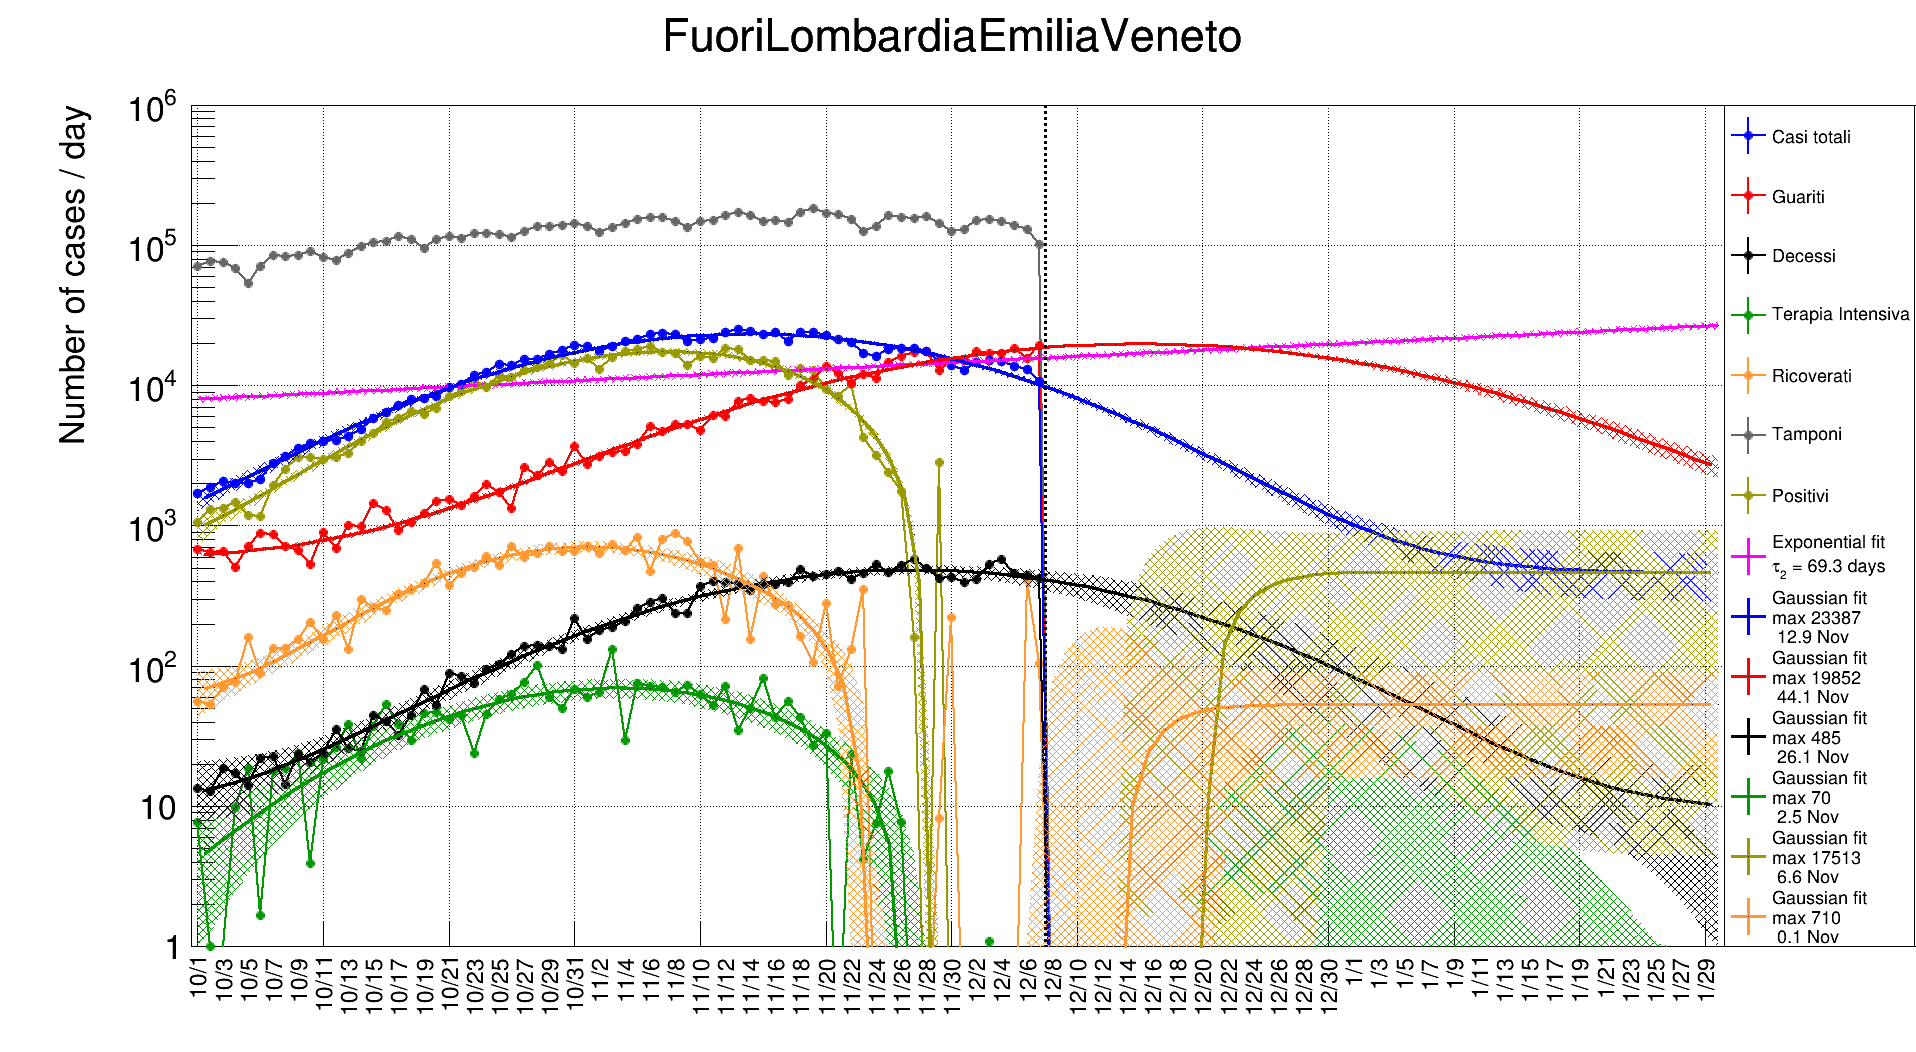 FuoriLombardiaEmiliaVeneto
Number of cases / day
10^6
10^5
10^4
10^3
10^2
10
1
10/1
10/3
10/5
10/7
10/9
10/11
10/13
10/15
10/17
10/19
10/21
10/23
10/25
10/27
10/29
10/31
11/2
11/4
11/6
11/8
11/10
11/12
11/14
11/16
11/18
11/20
11/22
11/24
11/26
11/28
11/30
12/2
12/4
12/6
12/8
12/10
12/12
12/14
12/16
12/18
12/20
12/22
12/24
12/26
12/28
12/30
1/1
1/3
1/5
1/7
1/9
1/11
1/13
1/15
1/17
1/19
1/21
1/23
1/25
1/27
1/29
Casi totali
Guariti
Decessi
Terapia Intensiva
Ricoverati
Tamponi
Positivi
Exponential fit
τ₂ = 69.3 days
Gaussian fit
max 23387
12.9 Nov
Gaussian fit
max 19852
44.1 Nov
Gaussian fit
max 485
26.1 Nov
Gaussian fit
max 70
2.5 Nov
Gaussian fit
max 17513
6.6 Nov
Gaussian fit
max 710
0.1 Nov